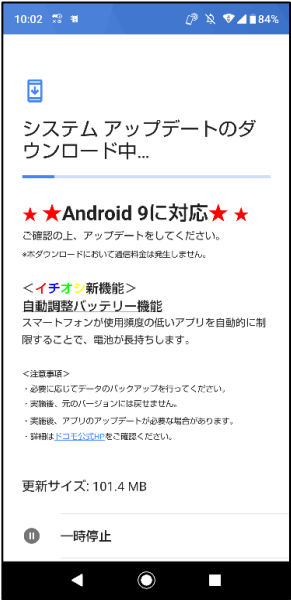 10:02 84%
システム アップデートのダ
ウンロード中...
★ ★Android 9に対応★ ★
ご確認の上、アップデートをしてください。
*本ダウンロードにおいて通信料金は発生しません。
＜イチオシ新機能＞
自動調整バッテリー機能
スマートフォンが使用頻度の低いアプリを自動的に制
限することで、電池が長持ちします。
＜注意事項＞
・必要に応じてデータのバックアップを行ってください。
・実施後、元のバージョンには戻せません。
・実施後、アプリのアップデートが必要な場合があります。
・詳細はドコモ公式HPをご確認ください。
更新サイズ: 101.4 MB
一時停止